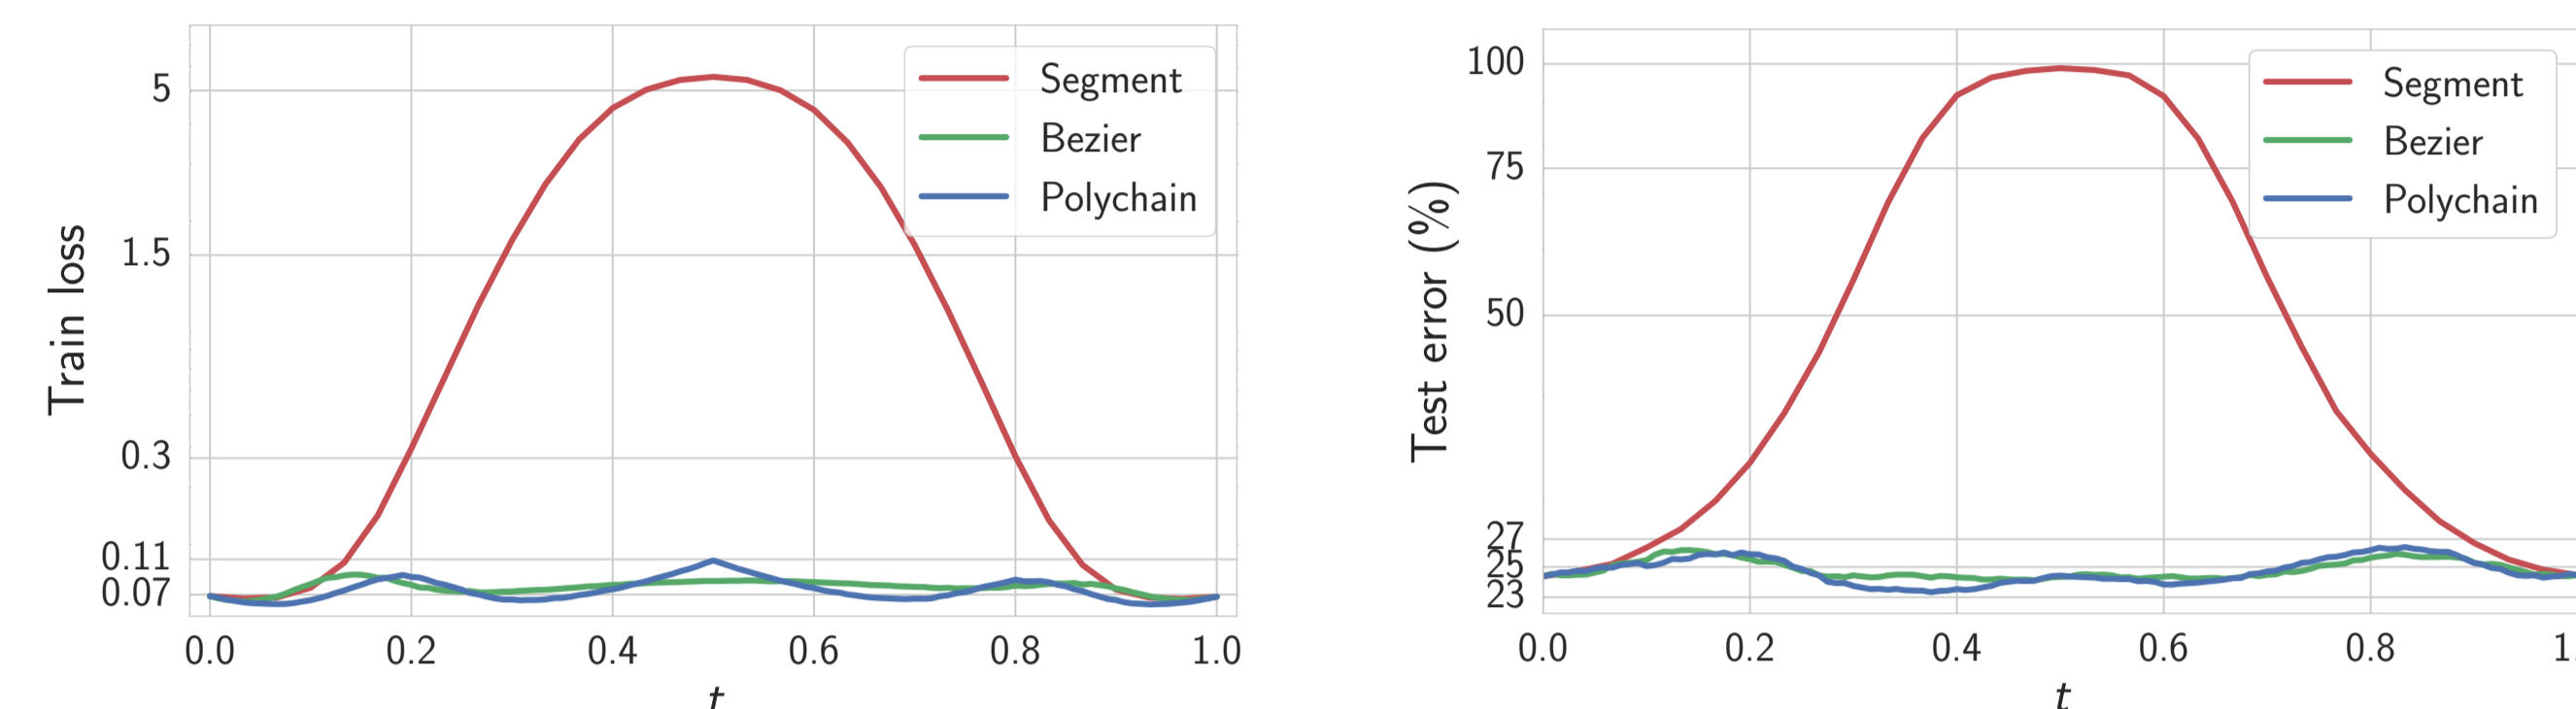 Train loss
5
1.5
0.3
0.11
0.07
0.0 0.2 0.4 0.6 0.8 1.0
t
Segment
Bezier
Polychain
Test error (%)
100
75
50
27
25
23
0.0 0.2 0.4 0.6 0.8 1.
t
Segment
Bezier
Polychain